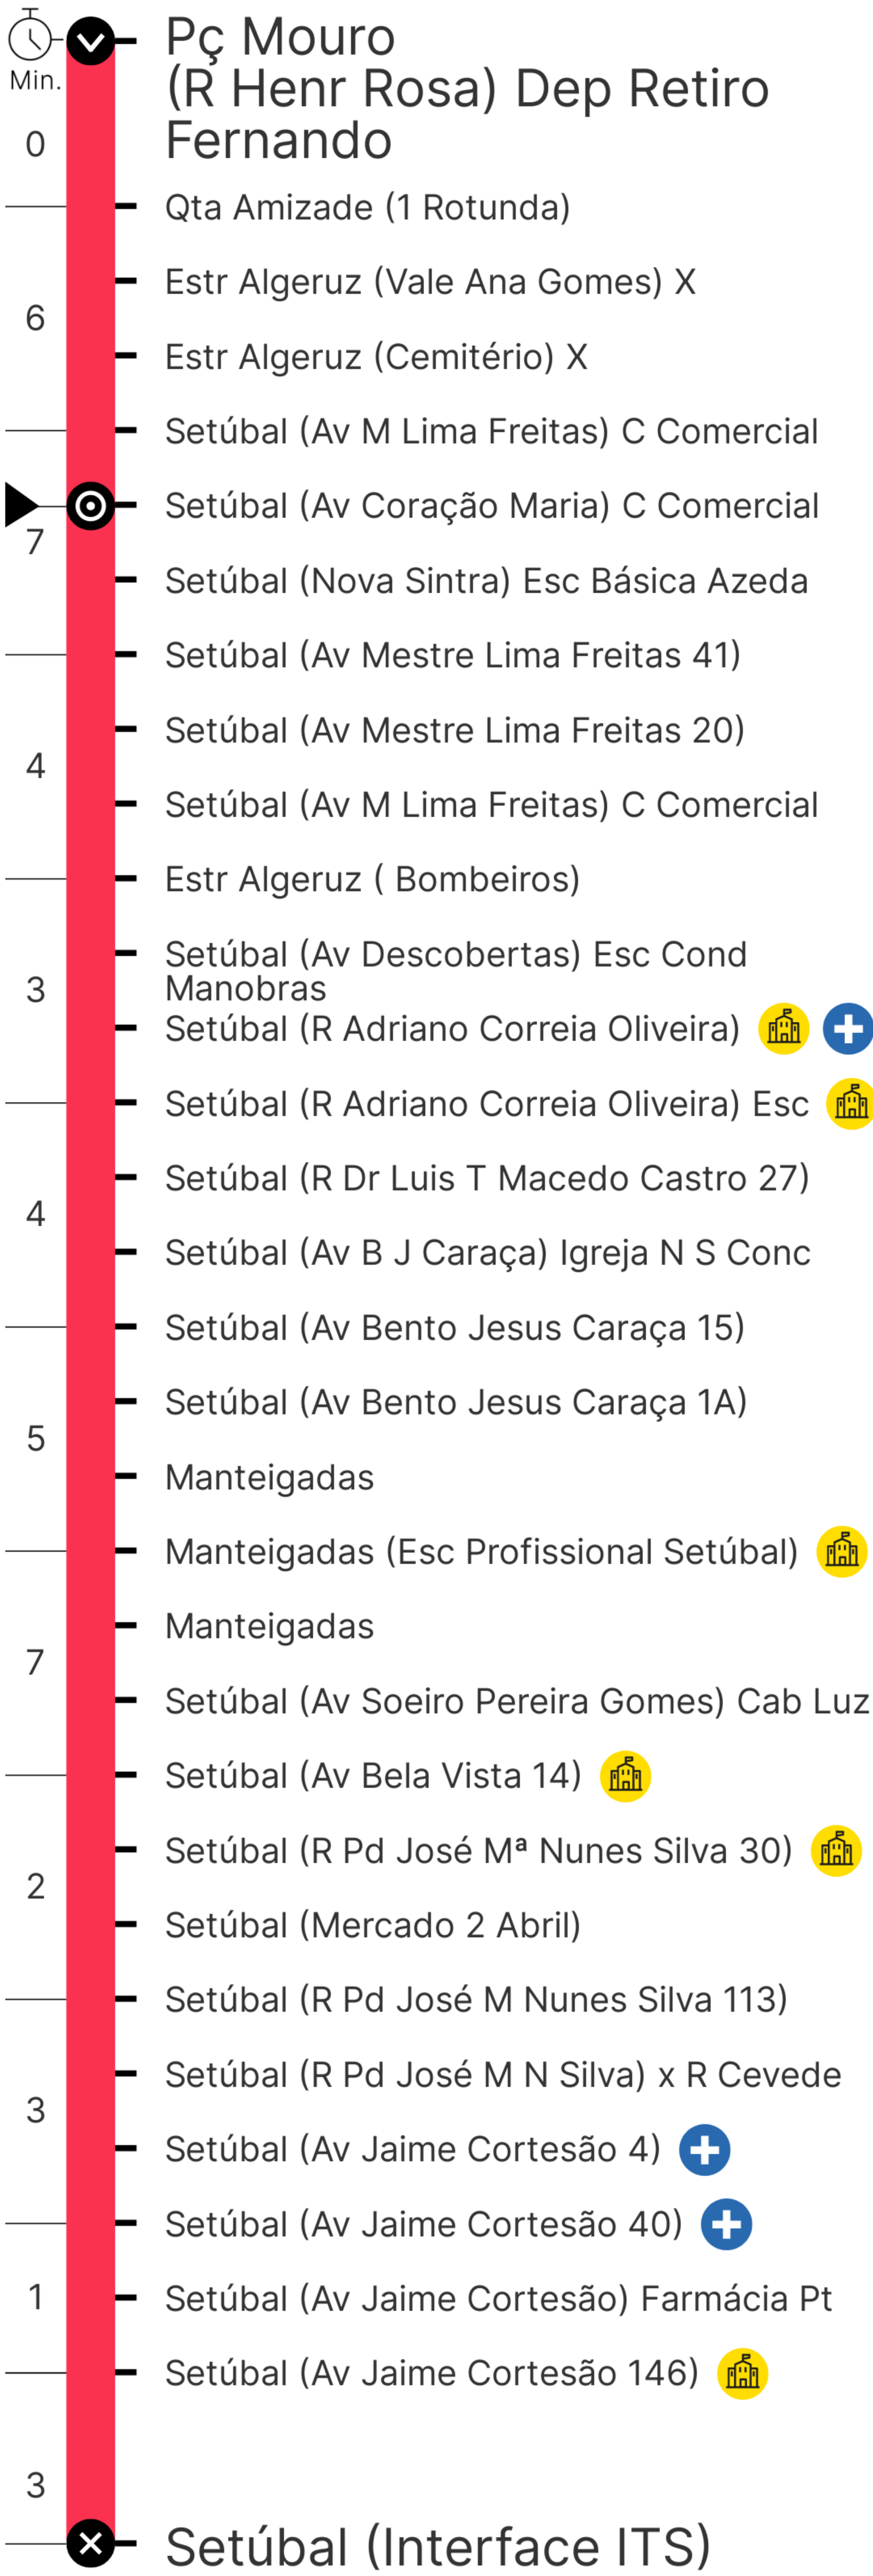 Pç Mouro
(R Henr Rosa) Dep Retiro
Fernando
Min.
0
Qta Amizade (1 Rotunda)
Estr Algeruz (Vale Ana Gomes) X
6
Estr Algeruz (Cemitério) X
Setúbal (Av M Lima Freitas) C Comercial
Setúbal (Av Coração Maria) C Comercial
7
Setúbal (Nova Sintra) Esc Básica Azeda
Setúbal (Av Mestre Lima Freitas 41)
Setúbal (Av Mestre Lima Freitas 20)
4
Setúbal (Av M Lima Freitas) C Comercial
Estr Algeruz ( Bombeiros)
Setúbal (Av Descobertas) Esc Cond
Manobras
3
Setúbal (R Adriano Correia Oliveira)
Setúbal (R Adriano Correia Oliveira) Esc
Setúbal (R Dr Luis T Macedo Castro 27)
4
Setúbal (Av B J Caraça) Igreja N S Conc
Setúbal (Av Bento Jesus Caraça 15)
Setúbal (Av Bento Jesus Caraça 1A)
5
Manteigadas
Manteigadas (Esc Profissional Setúbal)
Manteigadas
7
Setúbal (Av Soeiro Pereira Gomes) Cab Luz
Setúbal (Av Bela Vista 14)
Setúbal (R Pd José Mª Nunes Silva 30)
2
Setúbal (Mercado 2 Abril)
Setúbal (R Pd José M Nunes Silva 113)
Setúbal (R Pd José M N Silva) x R Cevede
3
Setúbal (Av Jaime Cortesão 4)
Setúbal (Av Jaime Cortesão 40)
1
Setúbal (Av Jaime Cortesão) Farmácia Pt
Setúbal (Av Jaime Cortesão 146)
3
Setúbal (Interface ITS)